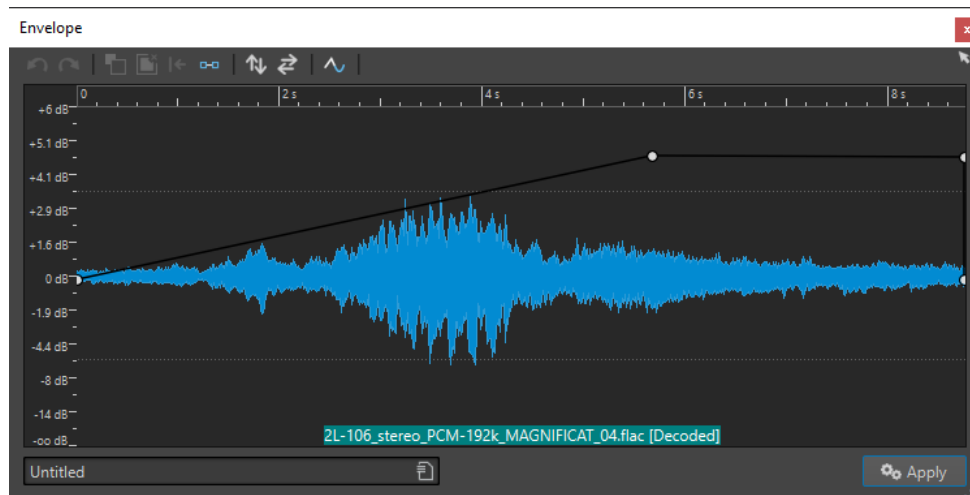 Envelope
x
0 2 s 4 s 6 s 8 s
+6 dB
+5.1 dB
+4.1 dB
+2.9 dB
+1.6 dB
0 dB
-1.9 dB
-4.4 dB
-8 dB
-14 dB
-oo dB
2L-106_stereo_PCM-192k_MAGNIFICAT_04.flac [Decoded]
Untitled
Apply